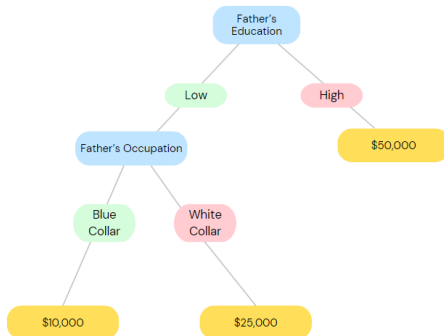 Father's
Education
Low
High
Father's Occupation
$50,000
Blue
Collar
White
Collar
$10,000
$25,000